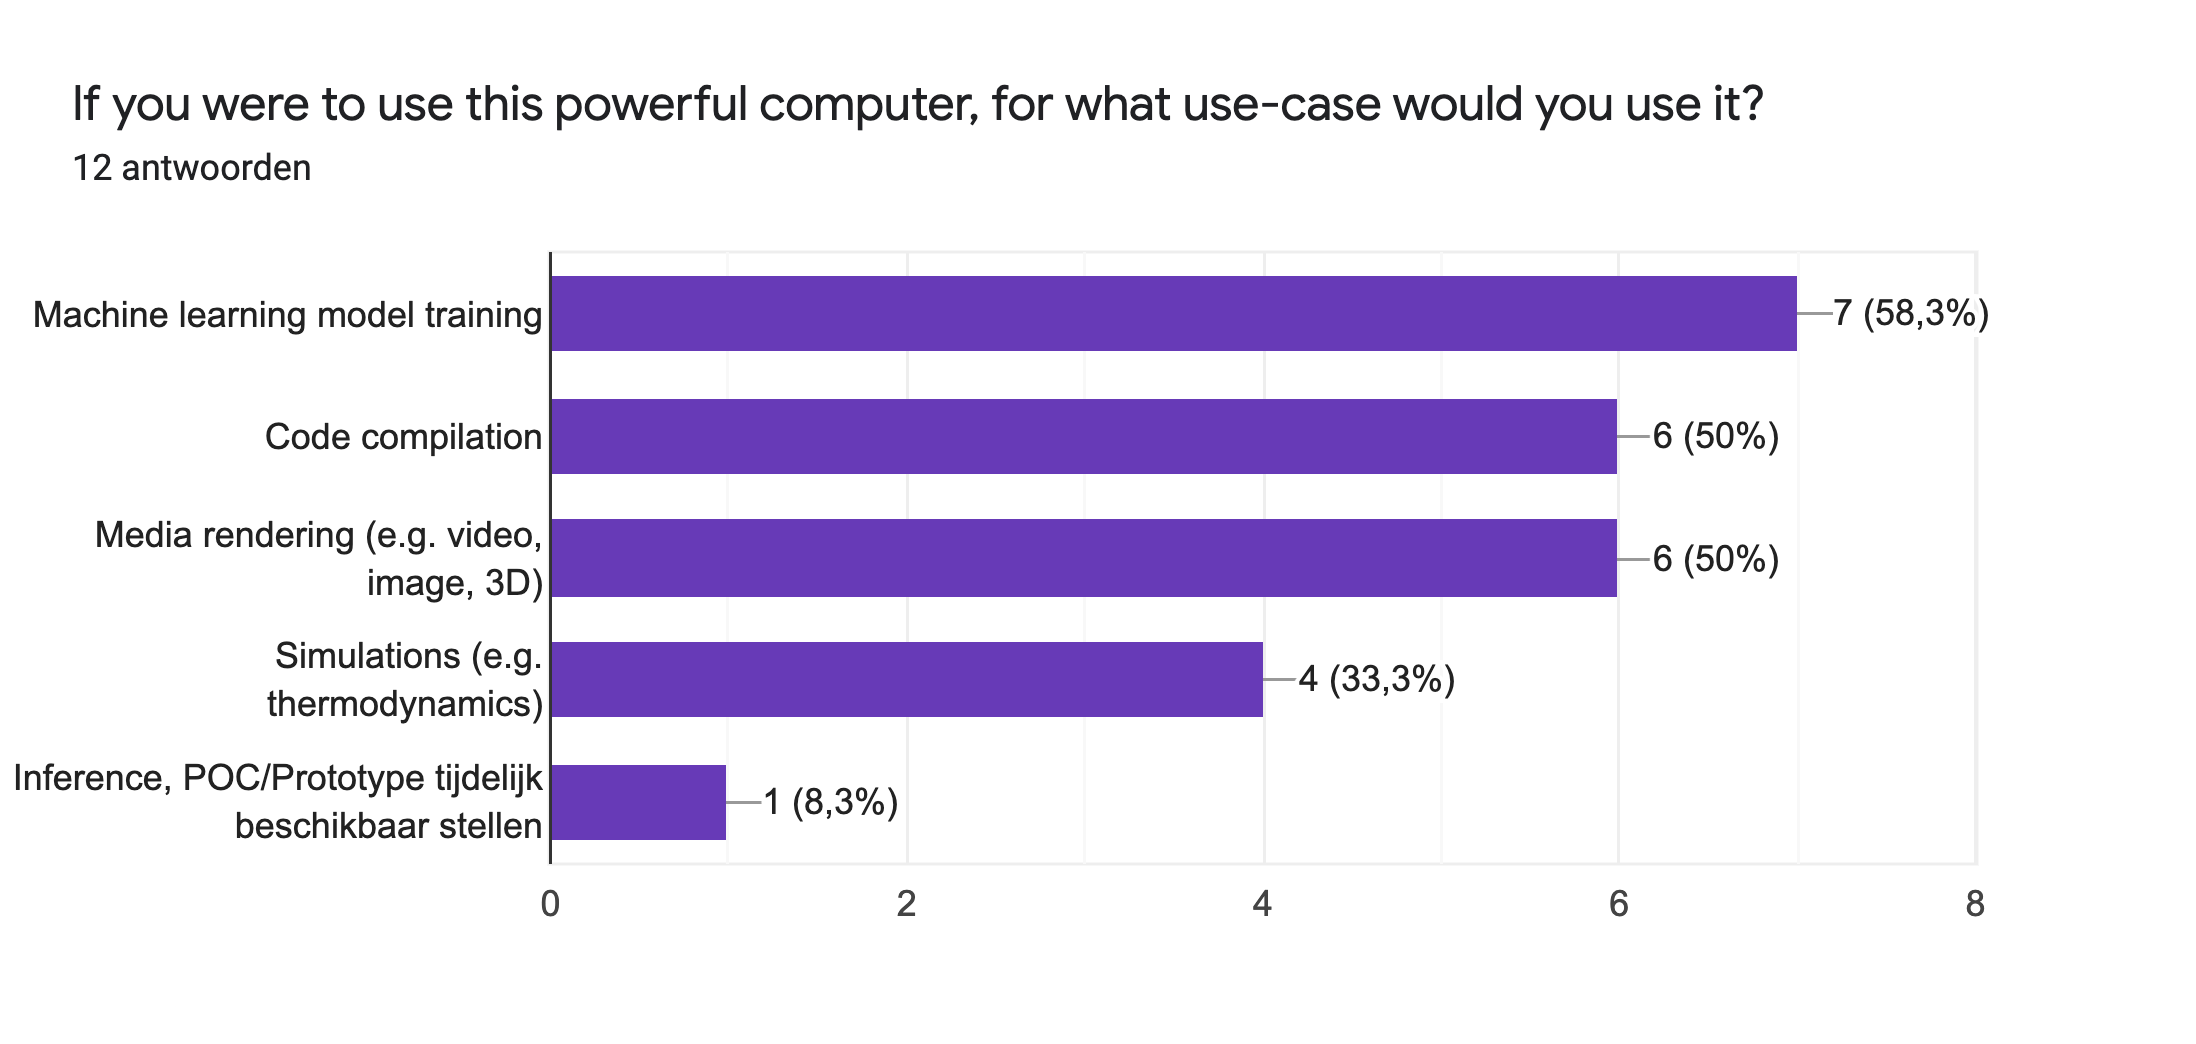 If you were to use this powerful computer, for what use-case would you use it?
12 antwoorden
Machine learning model training
7 (58,3%)
Code compilation
6 (50%)
Media rendering (e.g. video,
image, 3D)
6 (50%)
Simulations (e.g.
thermodynamics)
4 (33,3%)
Inference, POC/Prototype tijdelijk
beschikbaar stellen
1 (8,3%)
0 2 4 6 8